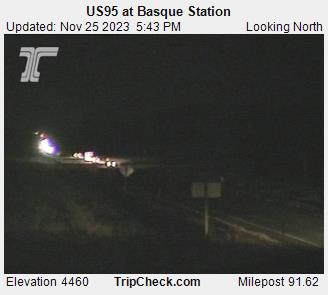 US95 at Basque Station
Updated: Nov 25 2023 5:43 PM Looking North
Elevation 4460 TripCheck.com Milepost 91.62